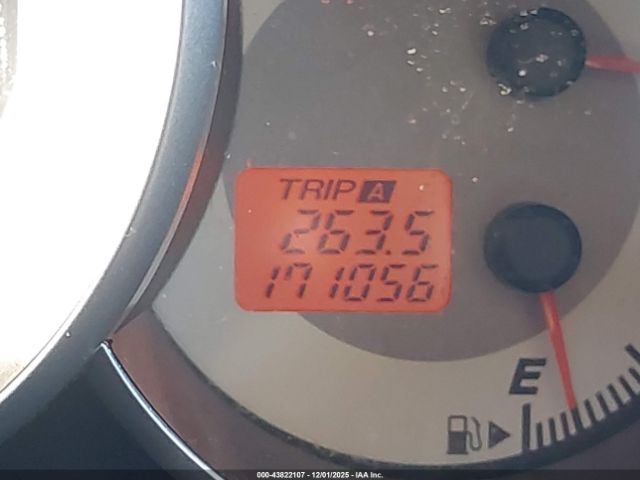 TRIP A
263.5
171056
E
000-43822107 - 12/01/2025 - IAA Inc.